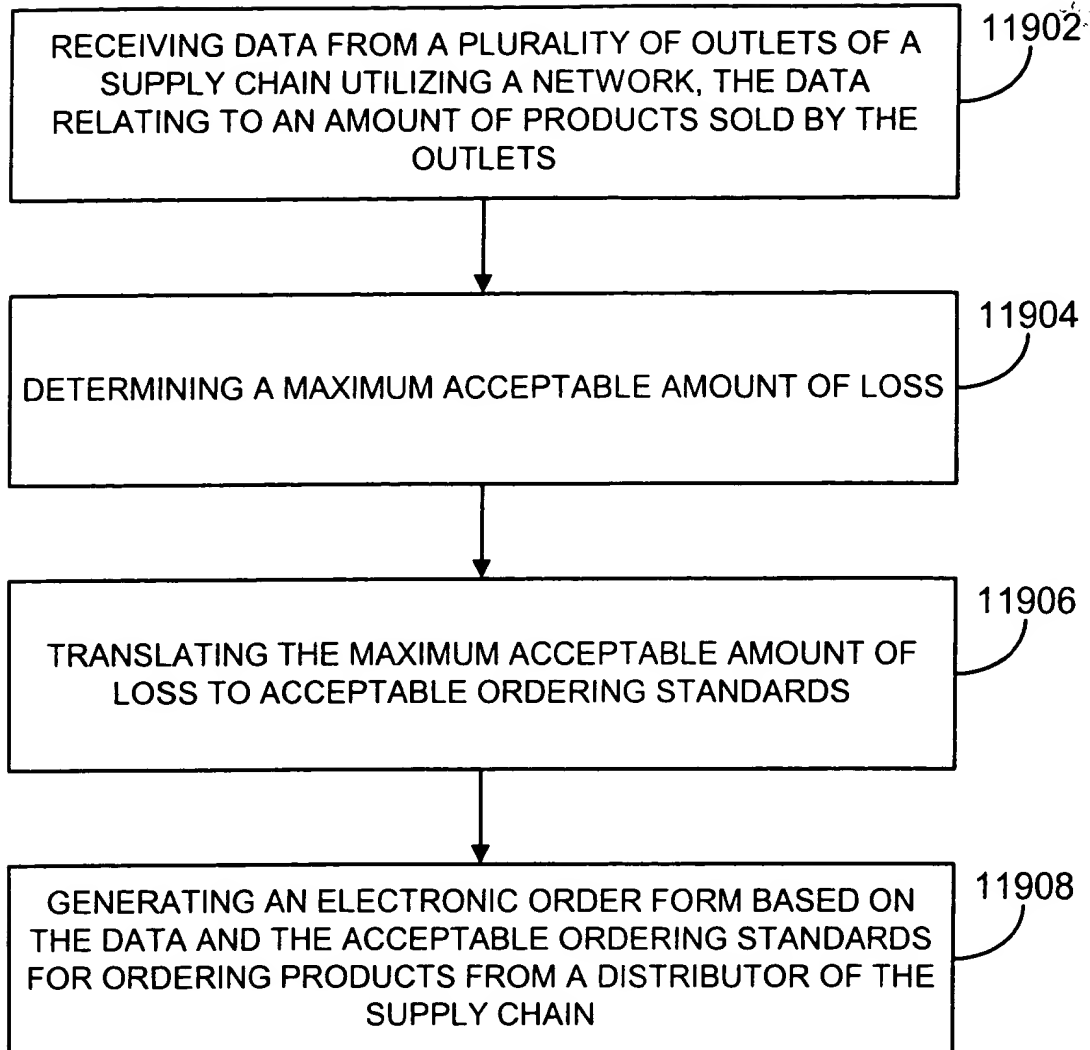 RECEIVING DATA FROM A PLURALITY OF OUTLETS OF A
SUPPLY CHAIN UTILIZING A NETWORK, THE DATA
RELATING TO AN AMOUNT OF PRODUCTS SOLD BY THE
OUTLETS
11902
DETERMINING A MAXIMUM ACCEPTABLE AMOUNT OF LOSS
11904
TRANSLATING THE MAXIMUM ACCEPTABLE AMOUNT OF
LOSS TO ACCEPTABLE ORDERING STANDARDS
11906
GENERATING AN ELECTRONIC ORDER FORM BASED ON
THE DATA AND THE ACCEPTABLE ORDERING STANDARDS
FOR ORDERING PRODUCTS FROM A DISTRIBUTOR OF THE
SUPPLY CHAIN
11908